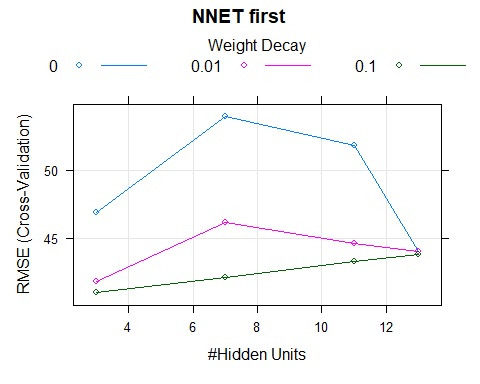 NNET first
Weight Decay
0 0.01 0.1
RMSE (Cross-Validation)
50
45
4 6 8 10 12
#Hidden Units